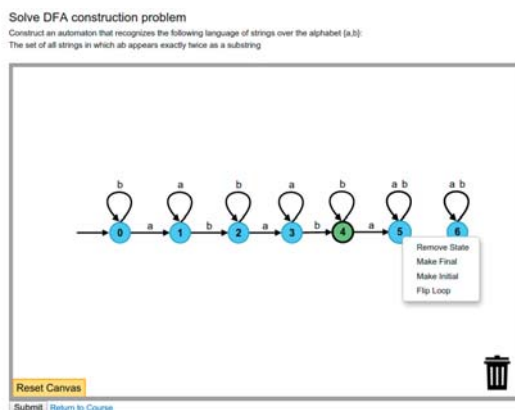 Solve DFA construction problem
Construct an automaton that recognizes the following language of strings over the alphabet {a,b}:
The set of all strings in which ab appears exactly twice as a substring
b a b a b a b a b
0 a 1 b 2 a 3 b 4 a 5 6
Remove State
Make Final
Make Initial
Flip Loop
Reset Canvas
Submit Return to Course